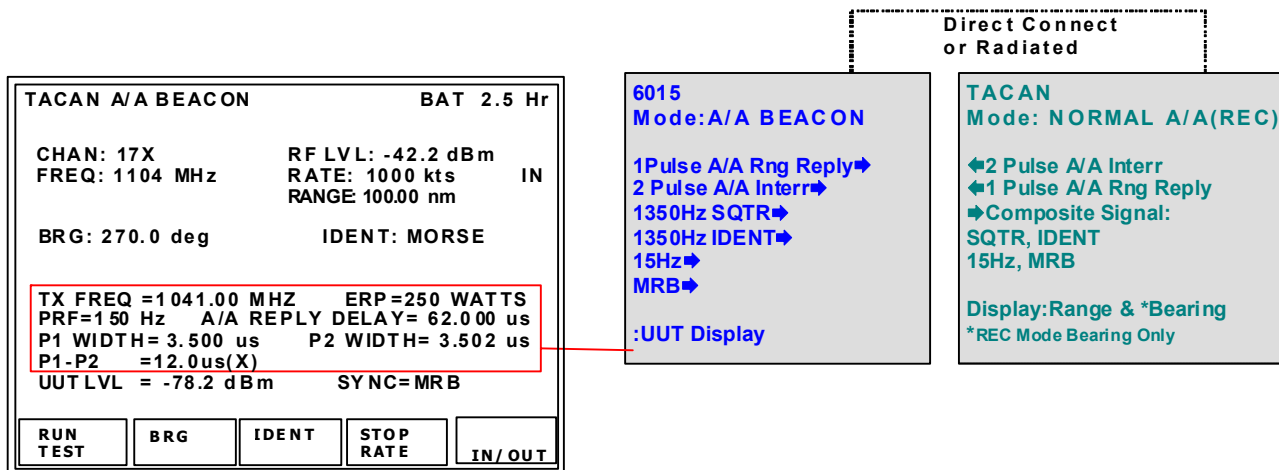 Direct Connect
or Radiated
TACAN A/A BEACON BAT 2.5 Hr
CHAN: 17X RF LVL: -42.2 dBm
FREQ: 1104 MHz RATE: 1000 kts IN
RANGE: 100.00 nm
BRG: 270.0 deg IDENT: MORSE
TX FREQ =1041.00 MHZ ERP=250 WATTS
PRF=150 Hz A/A REPLY DELAY= 62.000 us
P1 WIDTH= 3.500 us P2 WIDTH= 3.502 us
P1-P2 =12.0us(X)
UUT LVL = -78.2 dBm SYNC=MRB
RUN TEST
BRG
IDENT
STOP RATE
IN/OUT
6015
Mode:A/A BEACON
1Pulse A/A Rng Reply➡
2 Pulse A/A Interr➡
1350Hz SQTR➡
1350Hz IDENT➡
15Hz➡
MRB➡
:UUT Display
TACAN
Mode: NORMAL A/A(REC)
⬅2 Pulse A/A Interr
⬅1 Pulse A/A Rng Reply
➡Composite Signal:
SQTR, IDENT
15Hz, MRB
Display:Range & *Bearing
*REC Mode Bearing Only